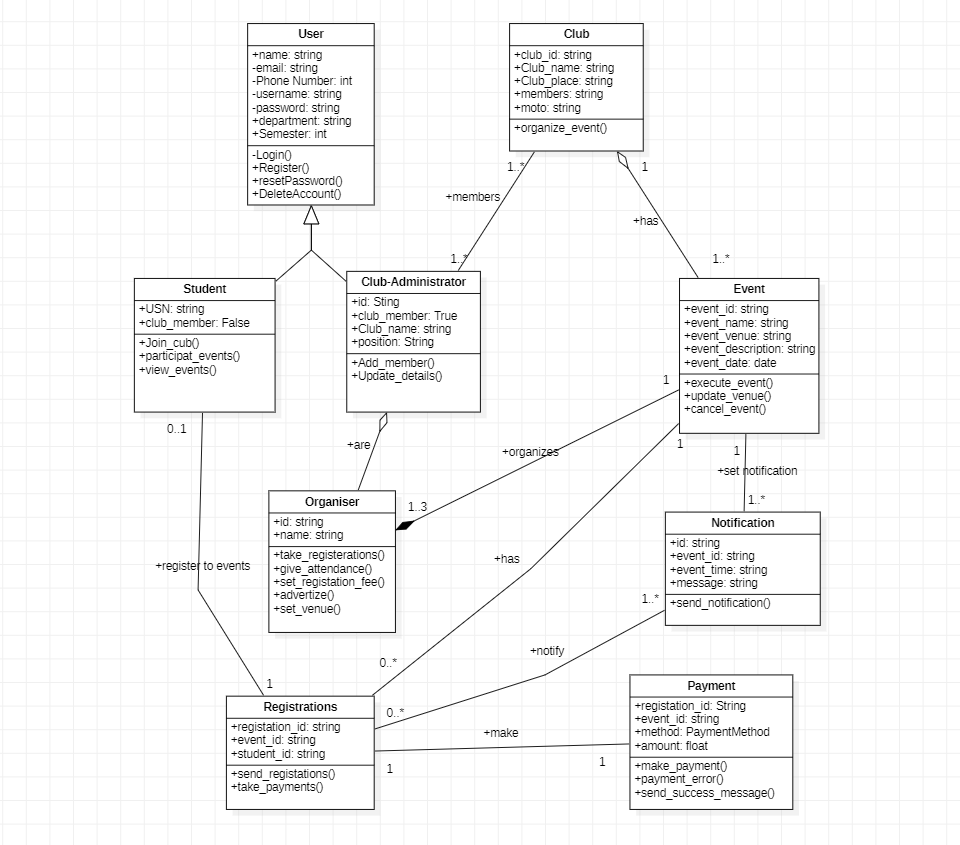 User
+name: string
-email: string
-Phone Number: int
-username: string
-password: string
+department: string
+Semester: int
-Login()
+Register()
+resetPassword()
+DeleteAccount()
Club
+club_id: string
+Club_name: string
+Club_place: string
+members: string
+moto: string
+organize_event()
1..*
1
+members
+has
1..*
1..*
Student
+USN: string
+club_member: False
+Join_cub()
+participat_events()
+view_events()
Club-Administrator
+id: Sting
+club_member: True
+Club_name: string
+position: String
+Add_member()
+Update_details()
Event
+event_id: string
+event_name: string
+event_venue: string
+event_description: string
+event_date: date
+execute_event()
+update_venue()
+cancel_event()
1
0..1
+are
+organizes
1
1
+set notification
1..*
Organiser
+id: string
+name: string
+take_registerations()
+give_attendance()
+set_registation_fee()
+advertize()
+set_venue()
1..3
Notification
+id: string
+event_id: string
+event_time: string
+message: string
+send_notification()
+register to events
+has
1..*
+notify
0..*
1
0..*
Registrations
+registation_id: string
+event_id: string
+student_id: string
+send_registations()
+take_payments()
+make
1
1
Payment
+registation_id: String
+event_id: string
+method: PaymentMethod
+amount: float
+make_payment()
+payment_error()
+send_success_message()